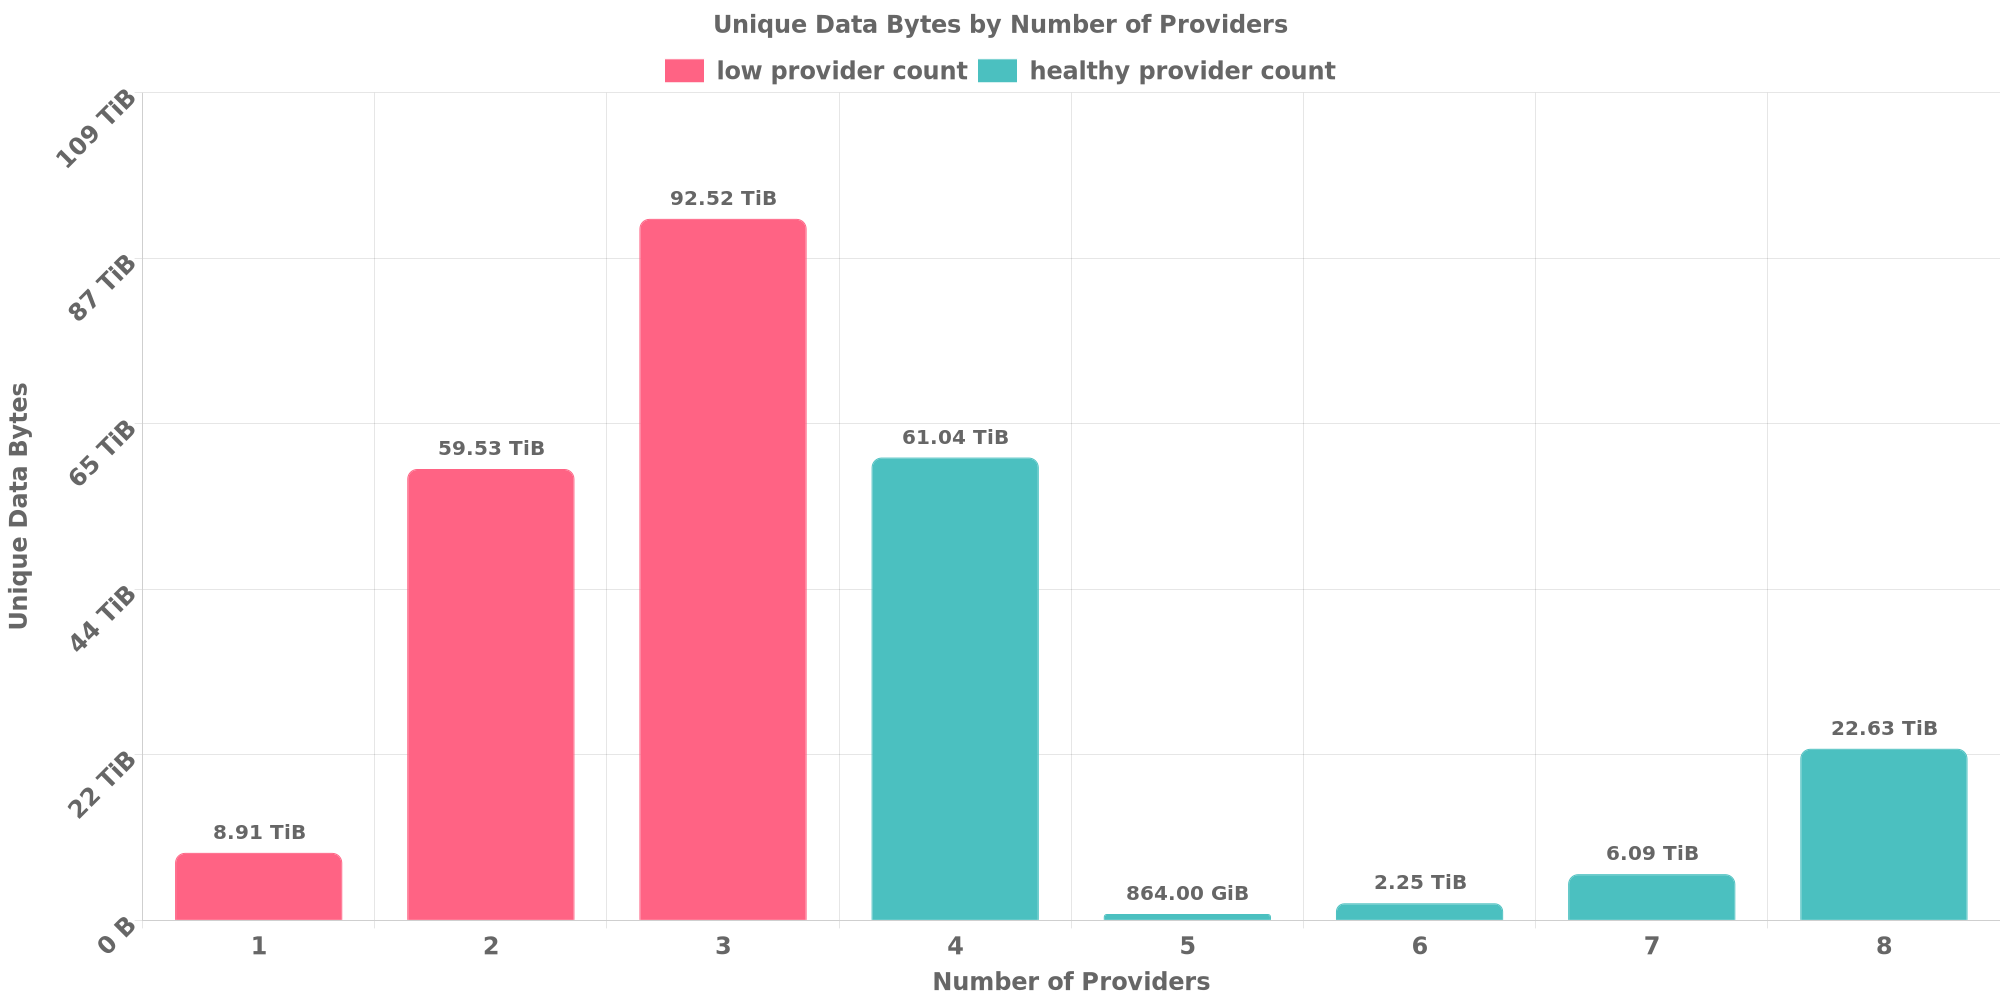 Unique Data Bytes by Number of Providers
low provider count healthy provider count
109 TiB
87 TiB
65 TiB
44 TiB
22 TiB
0 B
Unique Data Bytes
8.91 TiB
59.53 TiB
92.52 TiB
61.04 TiB
864.00 GiB
2.25 TiB
6.09 TiB
22.63 TiB
1 2 3 4 5 6 7 8
Number of Providers